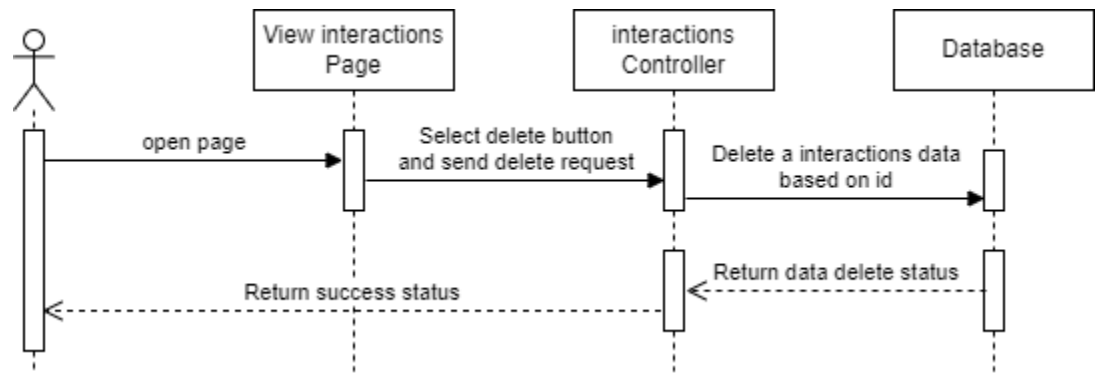 View interactions
Page
interactions
Controller
Database
open page
Select delete button
and send delete request
Delete a interactions data
based on id
Return data delete status
Return success status